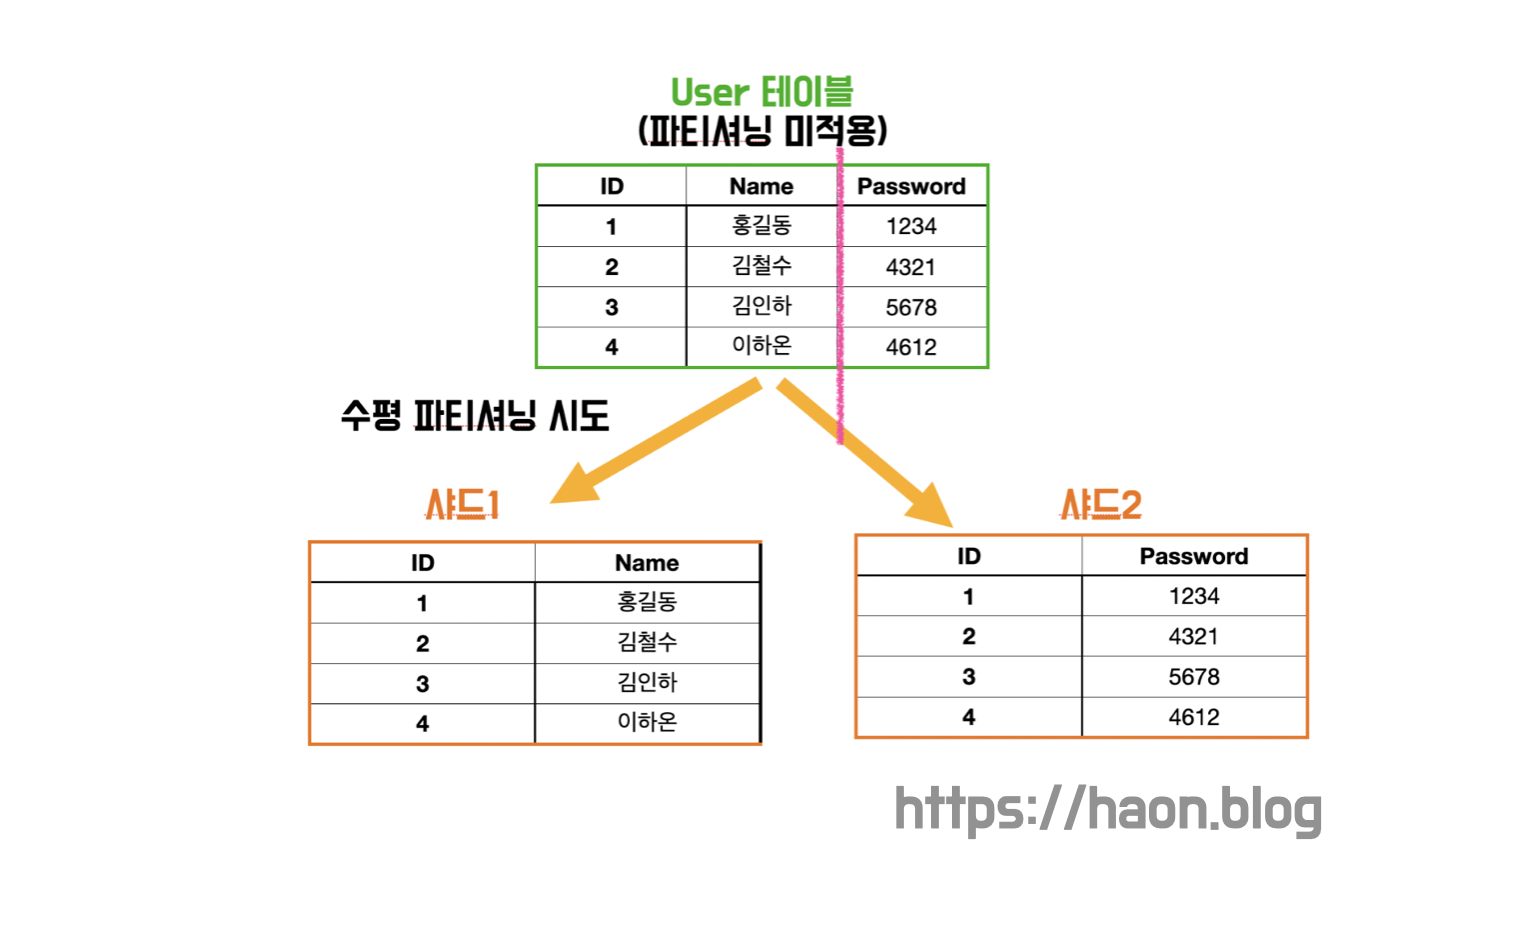 User 테이블
(파티셔닝 미적용)
ID Name Password
1 홍길동 1234
2 김철수 4321
3 김인하 5678
4 이하온 4612
수평 파티셔닝 시도
샤드1
ID Name
1 홍길동
2 김철수
3 김인하
4 이하온
샤드2
ID Password
1 1234
2 4321
3 5678
4 4612
https://haon.blog